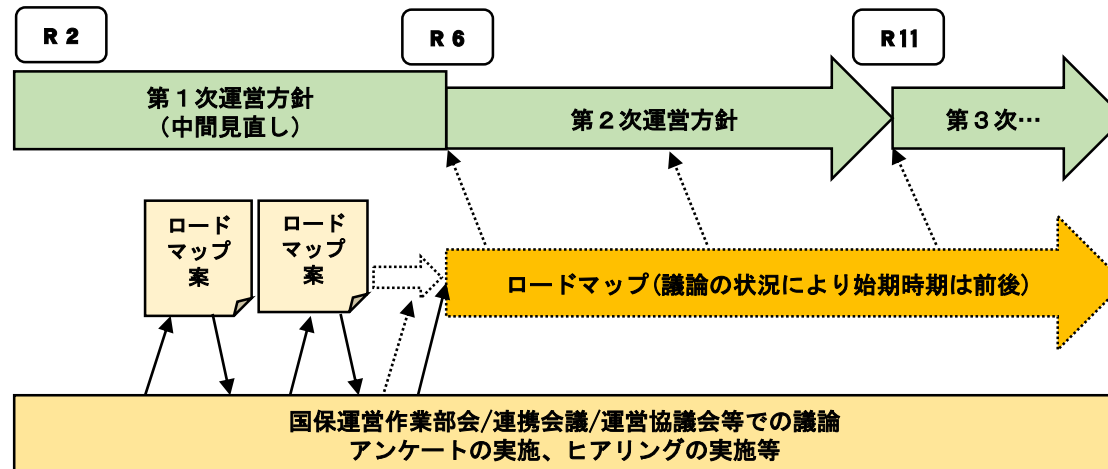 R2
R6
R11
第１次運営方針
（中間見直し）
第２次運営方針
第３次…
ロード
マップ
案
ロード
マップ
案
ロードマップ(議論の状況により始期時期は前後)
国保運営作業部会/連携会議/運営協議会等での議論
アンケートの実施、ヒアリングの実施等